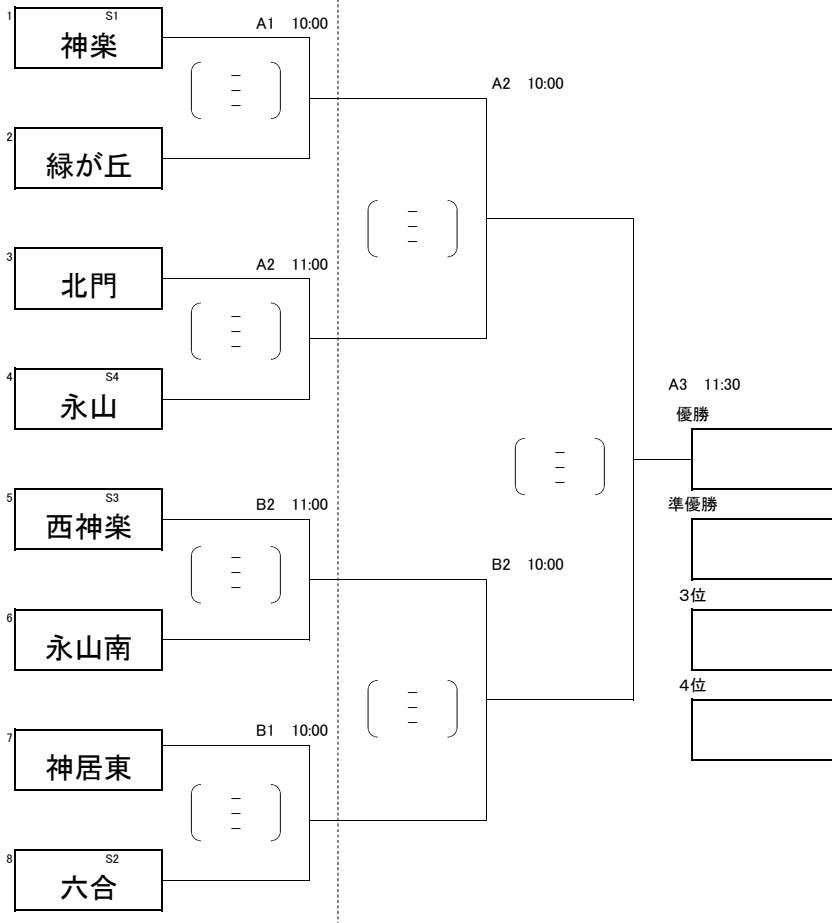 1 S1
神楽
A1 10:00
2
緑が丘
A2 10:00
3
北門
A2 11:00
4 S4
永山
A3 11:30
優勝
準優勝
3位
4位
5 S3
西神楽
B2 11:00
6
永山南
B2 10:00
7
神居東
B1 10:00
8 S2
六合